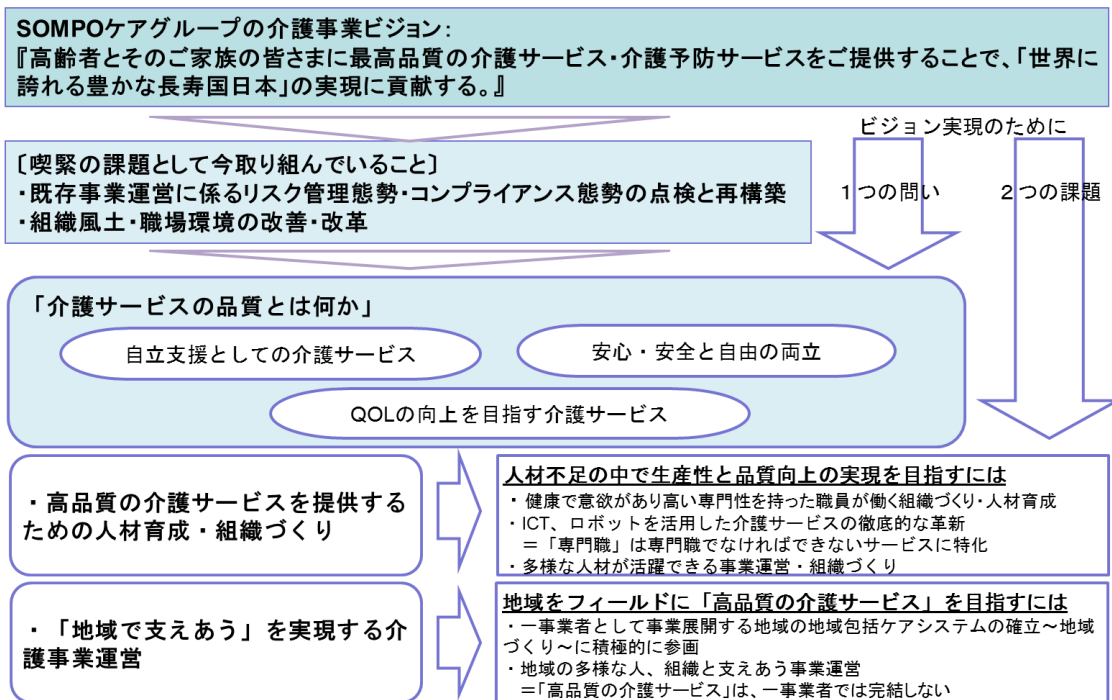 SOMPOケアグループの介護事業ビジョン：
『高齢者とそのご家族の皆さまに最高品質の介護サービス・介護予防サービスをご提供することで、「世界に
誇れる豊かな長寿国日本」の実現に貢献する。』
ビジョン実現のために
〔喫緊の課題として今取り組んでいること〕
・既存事業運営に係るリスク管理態勢・コンプライアンス態勢の点検と再構築
・組織風土・職場環境の改善・改革
１つの問い
２つの課題
「介護サービスの品質とは何か」
自立支援としての介護サービス
安心・安全と自由の両立
QOLの向上を目指す介護サービス
・高品質の介護サービスを提供する
ための人材育成・組織づくり
人材不足の中で生産性と品質向上の実現を目指すには
・健康で意欲があり高い専門性を持った職員が働く組織づくり・人材育成
・ICT、ロボットを活用した介護サービスの徹底的な革新
＝「専門職」は専門職でなければできないサービスに特化
・多様な人材が活躍できる事業運営・組織づくり
・「地域で支えあう」を実現する介
護事業運営
地域をフィールドに「高品質の介護サービス」を目指すには
・一事業者として事業展開する地域の地域包括ケアシステムの確立～地域
づくり～に積極的に参画
・地域の多様な人、組織と支えあう事業運営
＝「高品質の介護サービス」は、一事業者では完結しない